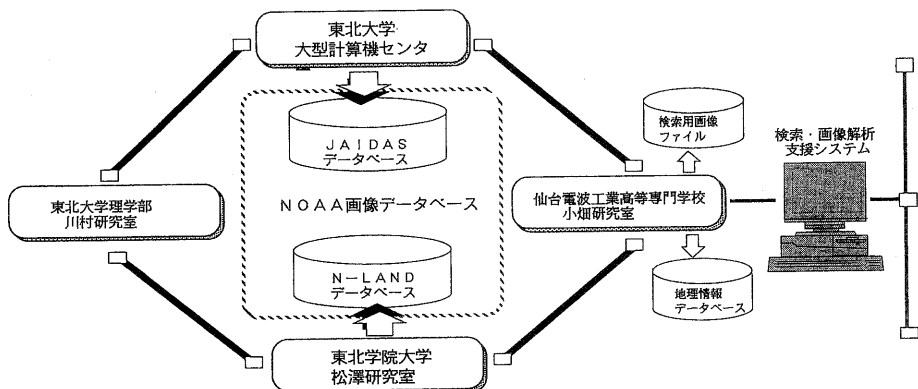 東北大学
大型計算機センタ
JAIDAS
データベース
検索用画像
ファイル
検索・画像解析
支援システム
東北大学理学部
川村研究室
NOAA画像データベース
仙台電波工業高等専門学校
小畑研究室
N－LAND
データベース
地理情報
データベース
東北学院大学
松澤研究室